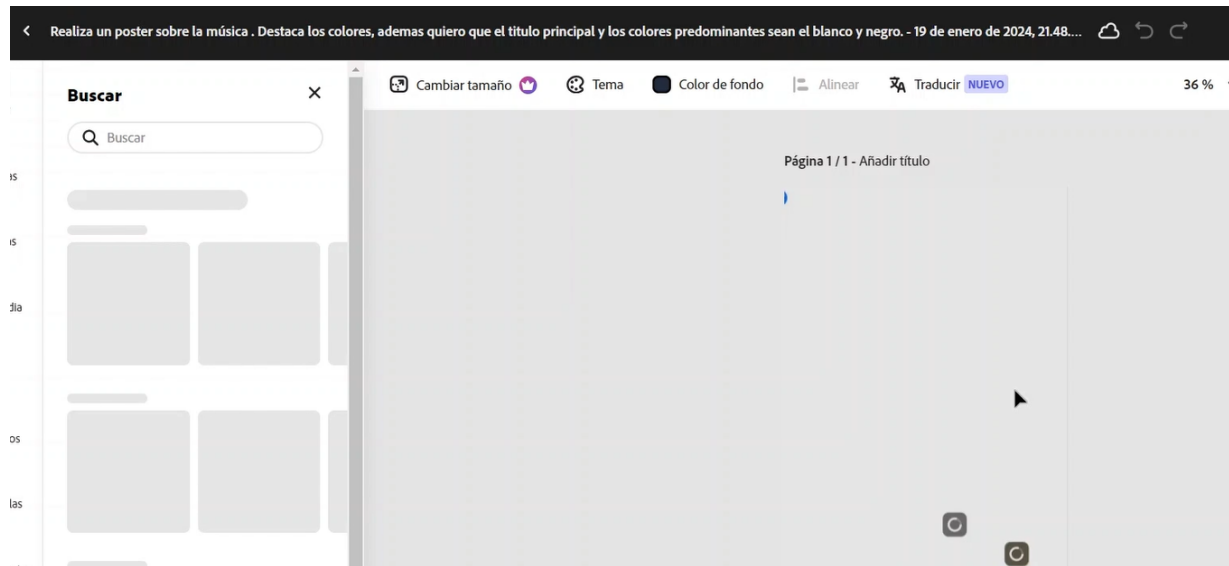 Realiza un poster sobre la música . Destaca los colores, ademas quiero que el titulo principal y los colores predominantes sean el blanco y negro. - 19 de enero de 2024, 21.48....
Buscar
Cambiar tamaño Tema Color de fondo Alinear Traducir NUEVO 36 %
Buscar
Página 1 / 1 - Añadir título
as
os
dia
os
las